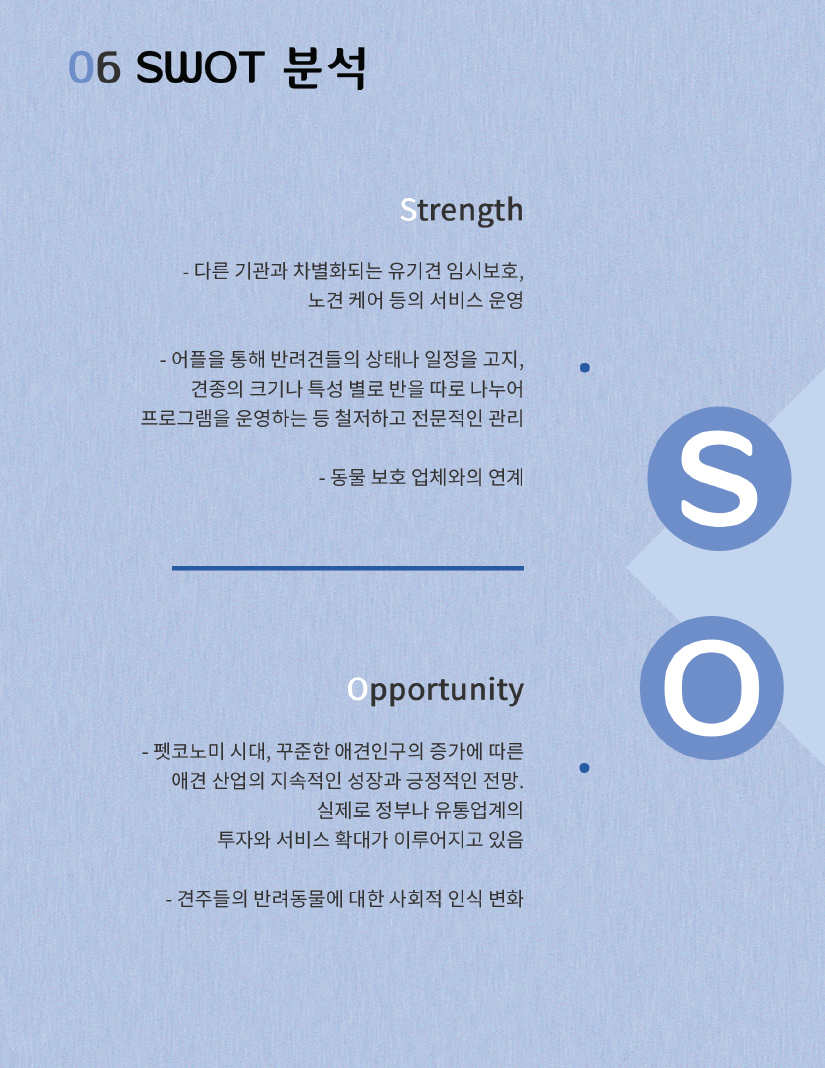 06 SWOT 분석
Strength
- 다른 기관과 차별화되는 유기견 임시보호,
노견 케어 등의 서비스 운영
- 어플을 통해 반려견들의 상태나 일정을 고지,
견종의 크기나 특성 별로 반을 따로 나누어
프로그램을 운영하는 등 철저하고 전문적인 관리
- 동물 보호 업체와의 연계
S
O
Opportunity
- 펫코노미 시대, 꾸준한 애견인구의 증가에 따른
애견 산업의 지속적인 성장과 긍정적인 전망.
실제로 정부나 유통업계의
투자와 서비스 확대가 이루어지고 있음
- 견주들의 반려동물에 대한 사회적 인식 변화